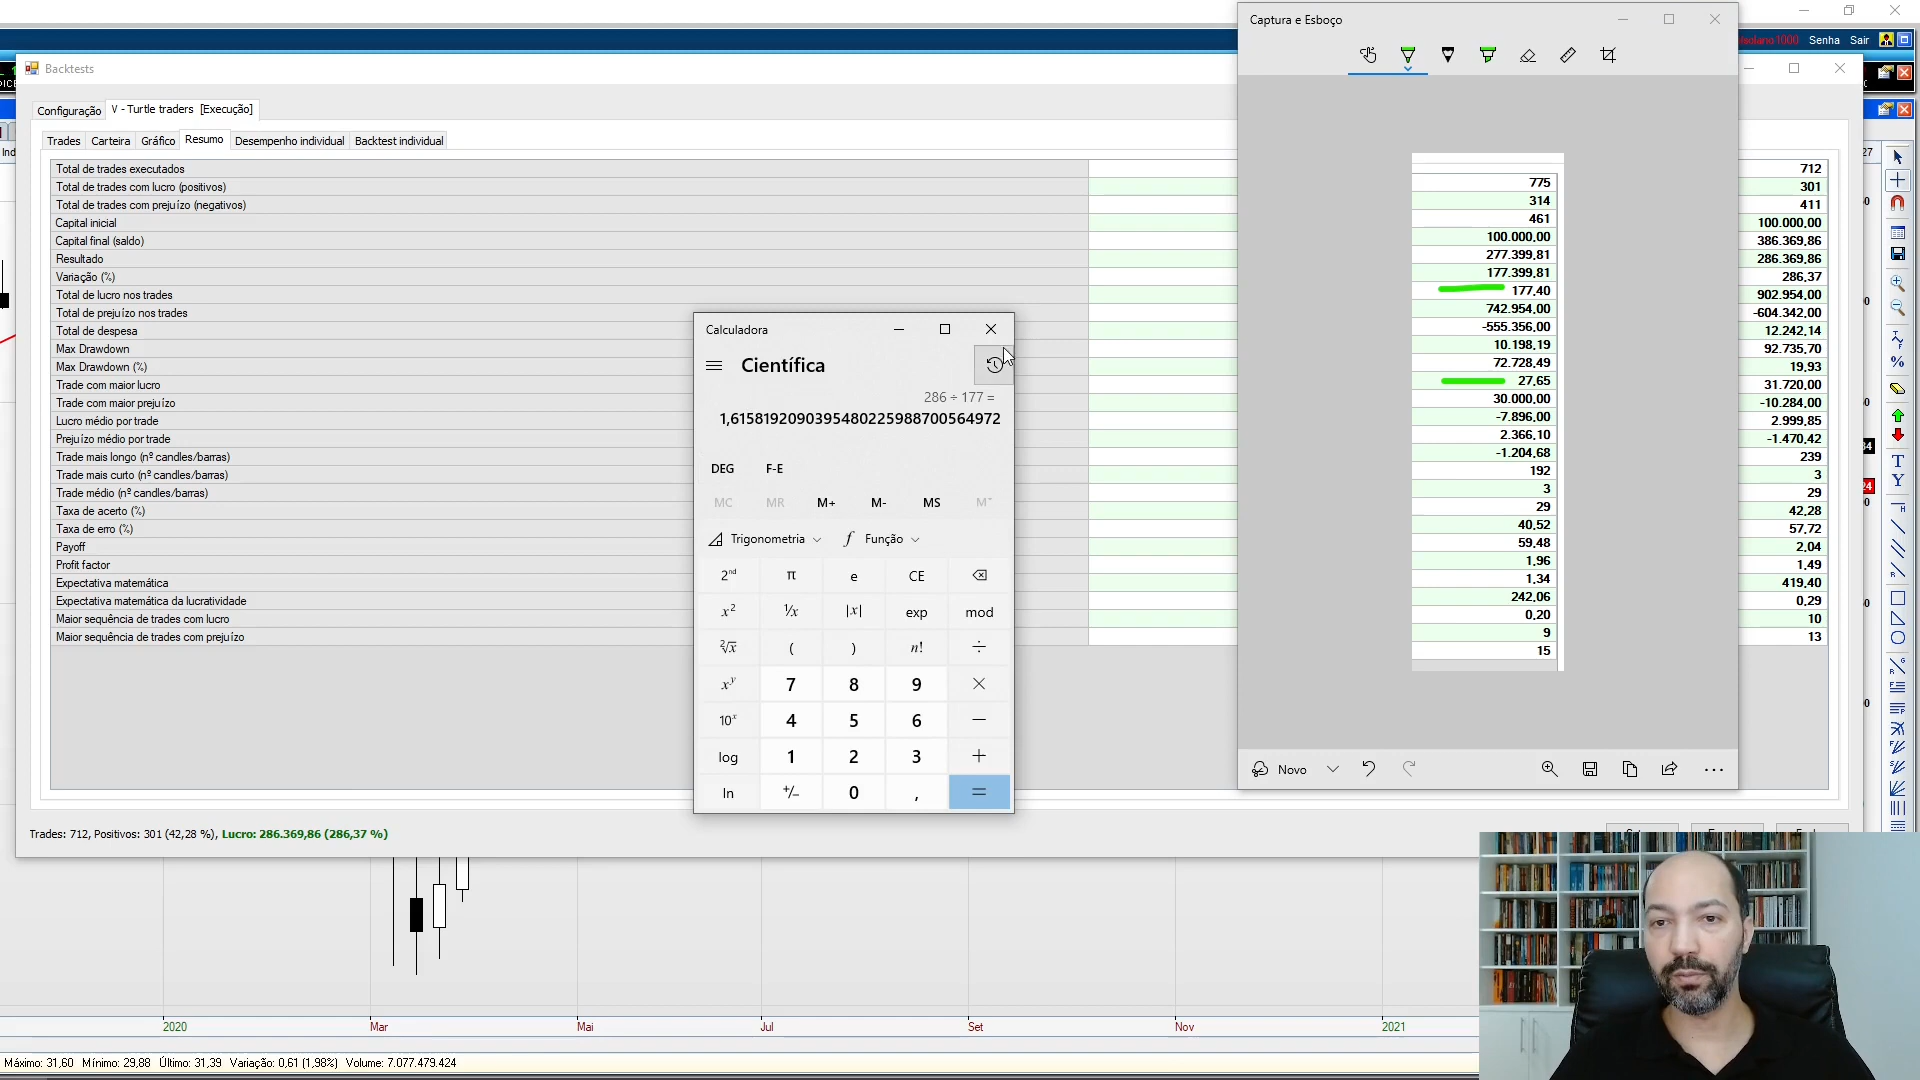 Captura e Esboço
Senha Sair
Backtests
Configuração V - Turtle traders [Execução]
Trades Carteira Gráfico Resumo Desempenho individual Backtest individual
Total de trades executados 775 712
Total de trades com lucro (positivos) 314 301
Total de trades com prejuízo (negativos) 461 411
Capital inicial 100.000,00 100.000,00
Capital final (saldo) 277.399,81 386.369,86
Resultado 177.399,81 286.369,86
Variação (%) 177,40 286,37
Total de lucro nos trades 742.954,00 902.954,00
Total de prejuízo nos trades -555.356,00 -604.342,00
Total de despesa 10.198,19 12.242,14
Max Drawdown 72.728,49 92.735,70
Max Drawdown (%) 27,65 19,93
Trade com maior lucro 30.000,00 31.720,00
Trade com maior prejuízo -7.896,00 -10.284,00
Lucro médio por trade 2.366,10 2.999,85
Prejuízo médio por trade -1.204,68 -1.470,42
Trade mais longo (nº candles/barras) 192 239
Trade mais curto (nº candles/barras) 3 3
Trade médio (nº candles/barras) 29 29
Taxa de acerto (%) 40,52 42,28
Taxa de erro (%) 59,48 57,72
Payoff 1,96 2,04
Profit factor 1,34 1,49
Expectativa matemática 242,06 419,40
Expectativa matemática da lucratividade 0,20 0,29
Maior sequência de trades com lucro 9 10
Maior sequência de trades com prejuízo 15 13
Calculadora
Científica
286 ÷ 177 =
1,6158192090395480225988700564972
DEG F-E
MC MR M+ M- MS M˅
Trigonometria Função
2nd π e CE
x² ¹/x |x| exp mod
²√x ( ) n! ÷
xʸ 7 8 9 ×
10ˣ 4 5 6 −
log 1 2 3 +
ln +/− 0 , =
Novo
Trades: 712, Positivos: 301 (42,28 %), Lucro: 286.369,86 (286,37 %)
2020 Mar Mai Jul Set Nov 2021
Máximo: 31,60 Mínimo: 29,88 Último: 31,39 Variação: 0,61 (1,98%) Volume: 7.077.479.424